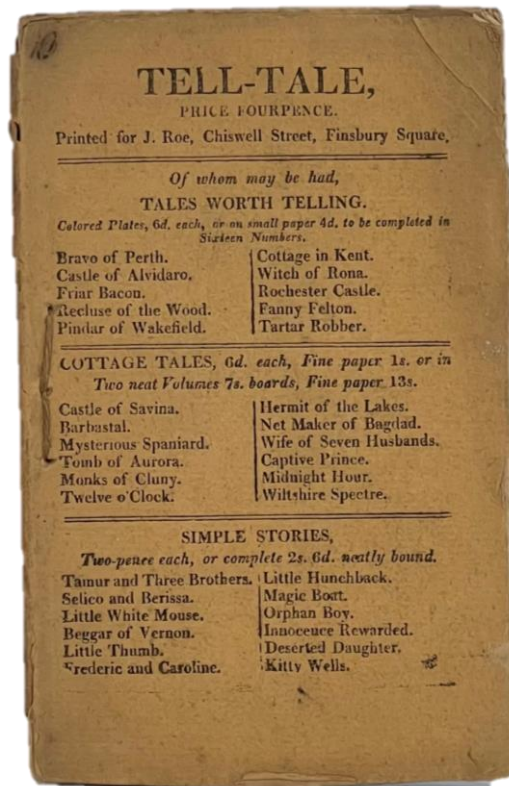 10
TELL-TALE,
PRICE FOURPENCE.
Printed for J. Roe, Chiswell Street, Finsbury Square,
Of whom may be had,
TALES WORTH TELLING.
Colored Plates, 6d. each, or on small paper 4d. to be completed in
Sixteen Numbers.
Bravo of Perth.
Castle of Alvidaro.
Friar Bacon.
Recluse of the Wood.
Pindar of Wakefield.
Cottage in Kent.
Witch of Rona.
Rochester Castle.
Fanny Felton.
Tartar Robber.
COTTAGE TALES, 6d. each, Fine paper 1s. or in
Two neat Volumes 7s. boards, Fine paper 13s.
Castle of Savina.
Barbastal.
Mysterious Spaniard.
Tomb of Aurora.
Monks of Cluny.
Twelve o'Clock.
Hermit of the Lakes.
Net Maker of Bagdad.
Wife of Seven Husbands.
Captive Prince.
Midnight Hour.
Wiltshire Spectre.
SIMPLE STORIES,
Two-pence each, or complete 2s. 6d. neatly bound.
Tamur and Three Brothers.
Selico and Berissa.
Little White Mouse.
Beggar of Vernon.
Little Thumb.
Frederic and Caroline.
Little Hunchback.
Magic Boat.
Orphan Boy.
Innocence Rewarded.
Deserted Daughter.
Kitty Wells.